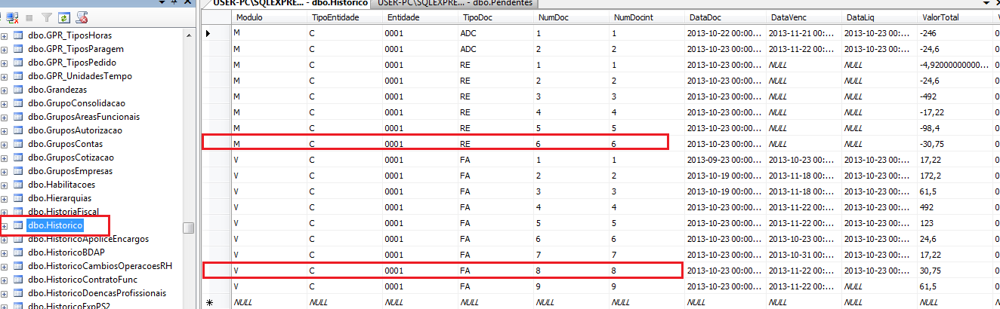 USER-PC\SQLEXPRE... - dbo.Historico USER-PC\SQLEXPRE... - dbo.Pendentes
dbo.GPR_TiposHoras
dbo.GPR_TiposParagem
dbo.GPR_TiposPedido
dbo.GPR_UnidadesTempo
dbo.Grandezas
dbo.GrupoConsolidacao
dbo.GruposAreasFuncionais
dbo.GruposAutorizacao
dbo.GruposContas
dbo.GruposCotizacao
dbo.GruposEmpresas
dbo.Habilitacoes
dbo.Hierarquias
dbo.HistoriaFiscal
dbo.Historico
dbo.HistoricoApoliceEncargos
dbo.HistoricoBDAP
dbo.HistoricoCambiosOperacoesRH
dbo.HistoricoContratoFunc
dbo.HistoricoDoencasProfissionais
dbo.HistoricoExpPS2
Modulo TipoEntidade Entidade TipoDoc NumDoc NumDocint DataDoc DataVenc DataLiq ValorTotal
M C 0001 ADC 1 1 2013-10-22 00:00... 2013-11-21 00:00... 2013-10-23 00:... -246
M C 0001 ADC 2 2 2013-10-23 00:00... 2013-11-22 00:00... 2013-10-23 00:... -24,6
M C 0001 RE 1 1 2013-10-23 00:00... NULL NULL -4,92000000000...
M C 0001 RE 2 2 2013-10-23 00:00... NULL NULL -24,6
M C 0001 RE 3 3 2013-10-23 00:00... NULL NULL -492
M C 0001 RE 4 4 2013-10-23 00:00... NULL NULL -17,22
M C 0001 RE 5 5 2013-10-23 00:00... NULL NULL -98,4
M C 0001 RE 6 6 2013-10-23 00:00... NULL NULL -30,75
V C 0001 FA 1 1 2013-09-23 00:00... 2013-10-23 00:00... 2013-10-23 00:... 17,22
V C 0001 FA 2 2 2013-10-19 00:00... 2013-11-18 00:00... 2013-10-23 00:... 172,2
V C 0001 FA 3 3 2013-10-19 00:00... 2013-11-18 00:00... 2013-10-23 00:... 61,5
V C 0001 FA 4 4 2013-10-23 00:00... 2013-11-22 00:00... 2013-10-23 00:... 492
V C 0001 FA 5 5 2013-10-23 00:00... 2013-11-22 00:00... 2013-10-23 00:... 123
V C 0001 FA 6 6 2013-10-23 00:00... 2013-11-22 00:00... 2013-10-23 00:... 24,6
V C 0001 FA 7 7 2013-10-23 00:00... 2013-10-31 00:00... 2013-10-23 00:... 17,22
V C 0001 FA 8 8 2013-10-23 00:00... 2013-11-22 00:00... 2013-10-23 00:... 30,75
V C 0001 FA 9 9 2013-10-23 00:00... 2013-11-22 00:00... NULL 61,5
NULL NULL NULL NULL NULL NULL NULL NULL NULL NULL